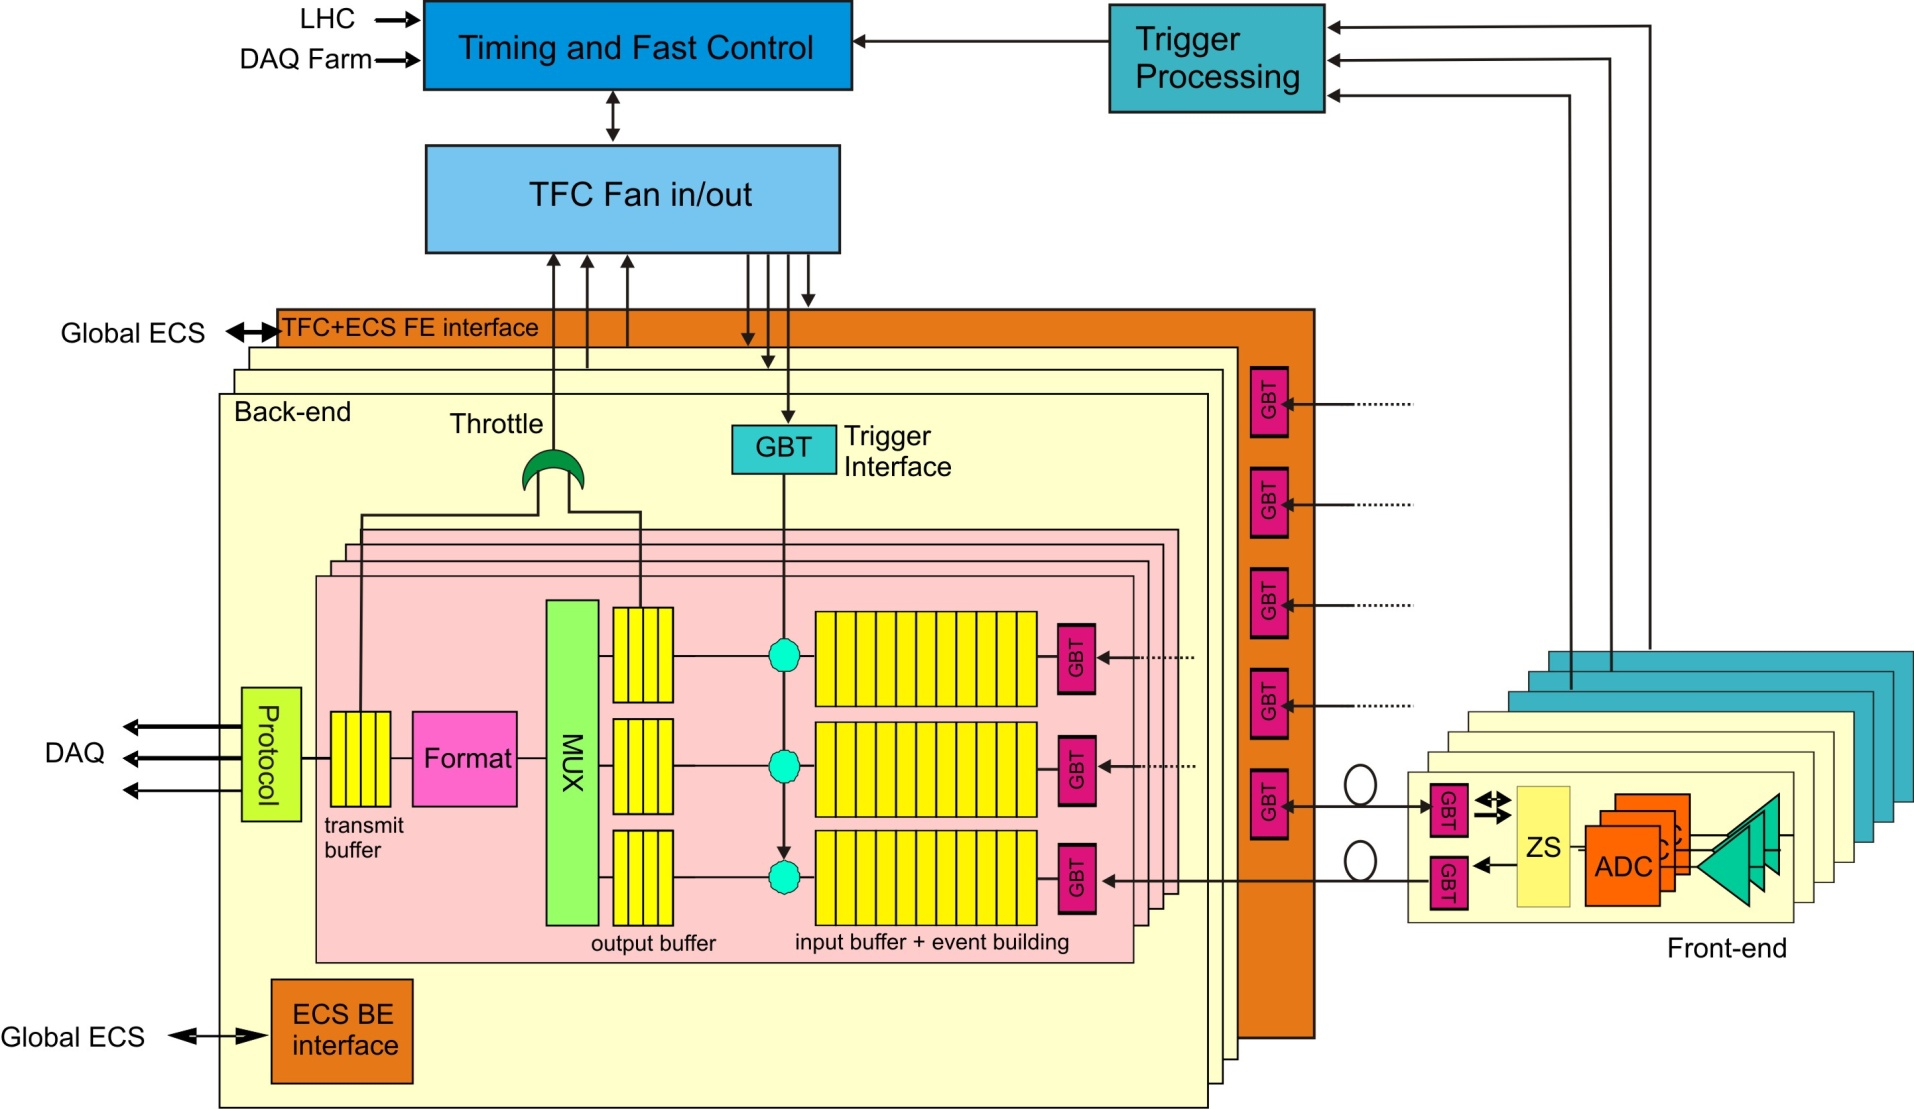 LHC
Timing and Fast Control
Trigger
Processing
DAQ Farm
TFC Fan in/out
Global ECS
TFC+ECS FE interface
Back-end
Throttle
GBT
Trigger
Interface
GBT
GBT
GBT
GBT
GBT
GBT
GBT
GBT
DAQ
Protocol
Format
MUX
transmit
buffer
output buffer
input buffer + event building
GBT
GBT
ZS
ADC
C
C
Front-end
ECS BE
interface
Global ECS